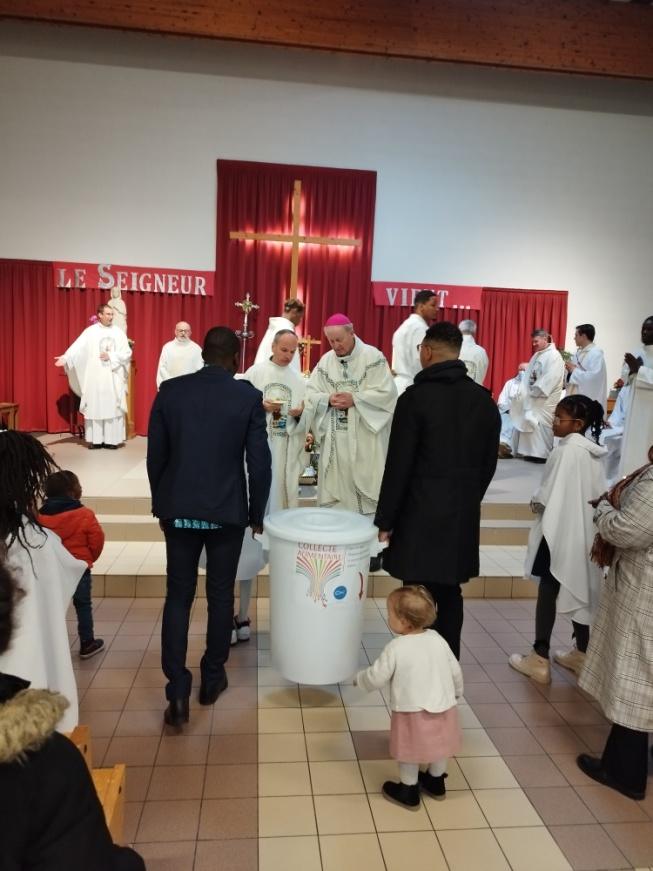 LE SEIGNEUR
VIENT ...
COLLECTE
ALIMENTAIRE